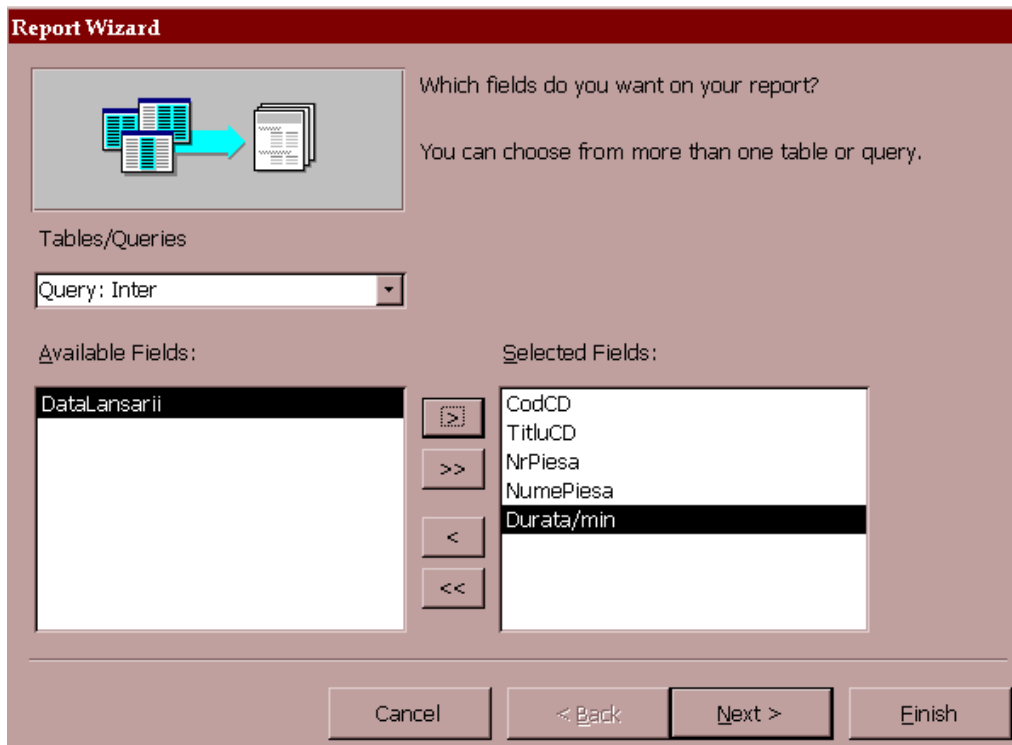 Report Wizard
Which fields do you want on your report?
You can choose from more than one table or query.
Tables/Queries
Query: Inter
Available Fields:
Selected Fields:
DataLansarii
>
>>
<
<<
CodCD
TitluCD
NrPiesa
NumePiesa
Durata/min
Cancel
< Back
Next >
Finish